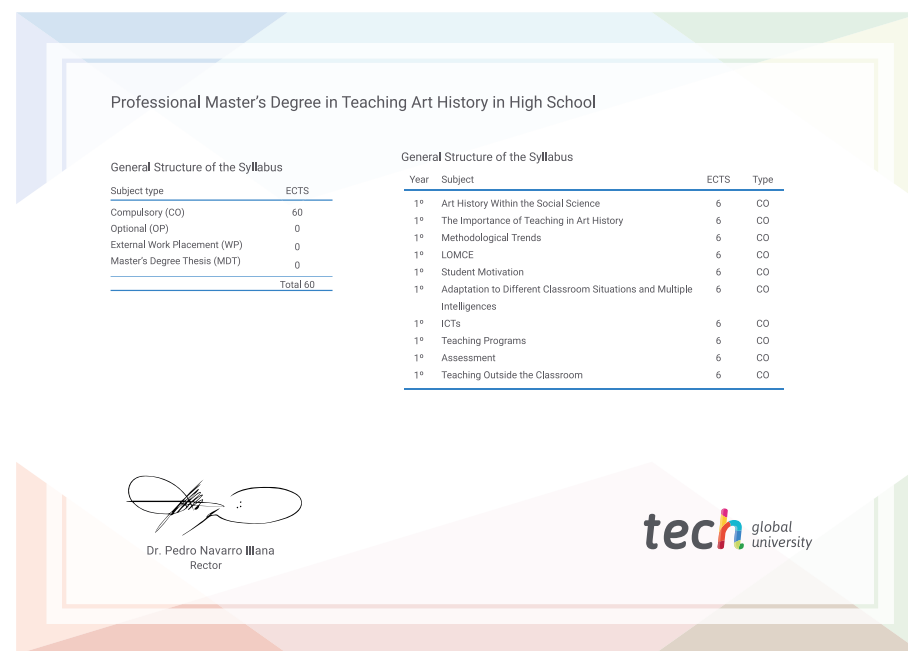 Professional Master’s Degree in Teaching Art History in High School
General Structure of the Syllabus
Subject type ECTS
Compulsory (CO) 60
Optional (OP) 0
External Work Placement (WP) 0
Master’s Degree Thesis (MDT) 0
Total 60
General Structure of the Syllabus
Year Subject ECTS Type
1º Art History Within the Social Science 6 CO
1º The Importance of Teaching in Art History 6 CO
1º Methodological Trends 6 CO
1º LOMCE 6 CO
1º Student Motivation 6 CO
1º Adaptation to Different Classroom Situations and Multiple 6 CO
Intelligences
1º ICTs 6 CO
1º Teaching Programs 6 CO
1º Assessment 6 CO
1º Teaching Outside the Classroom 6 CO
Dr. Pedro Navarro Illana
Rector
tech global
university